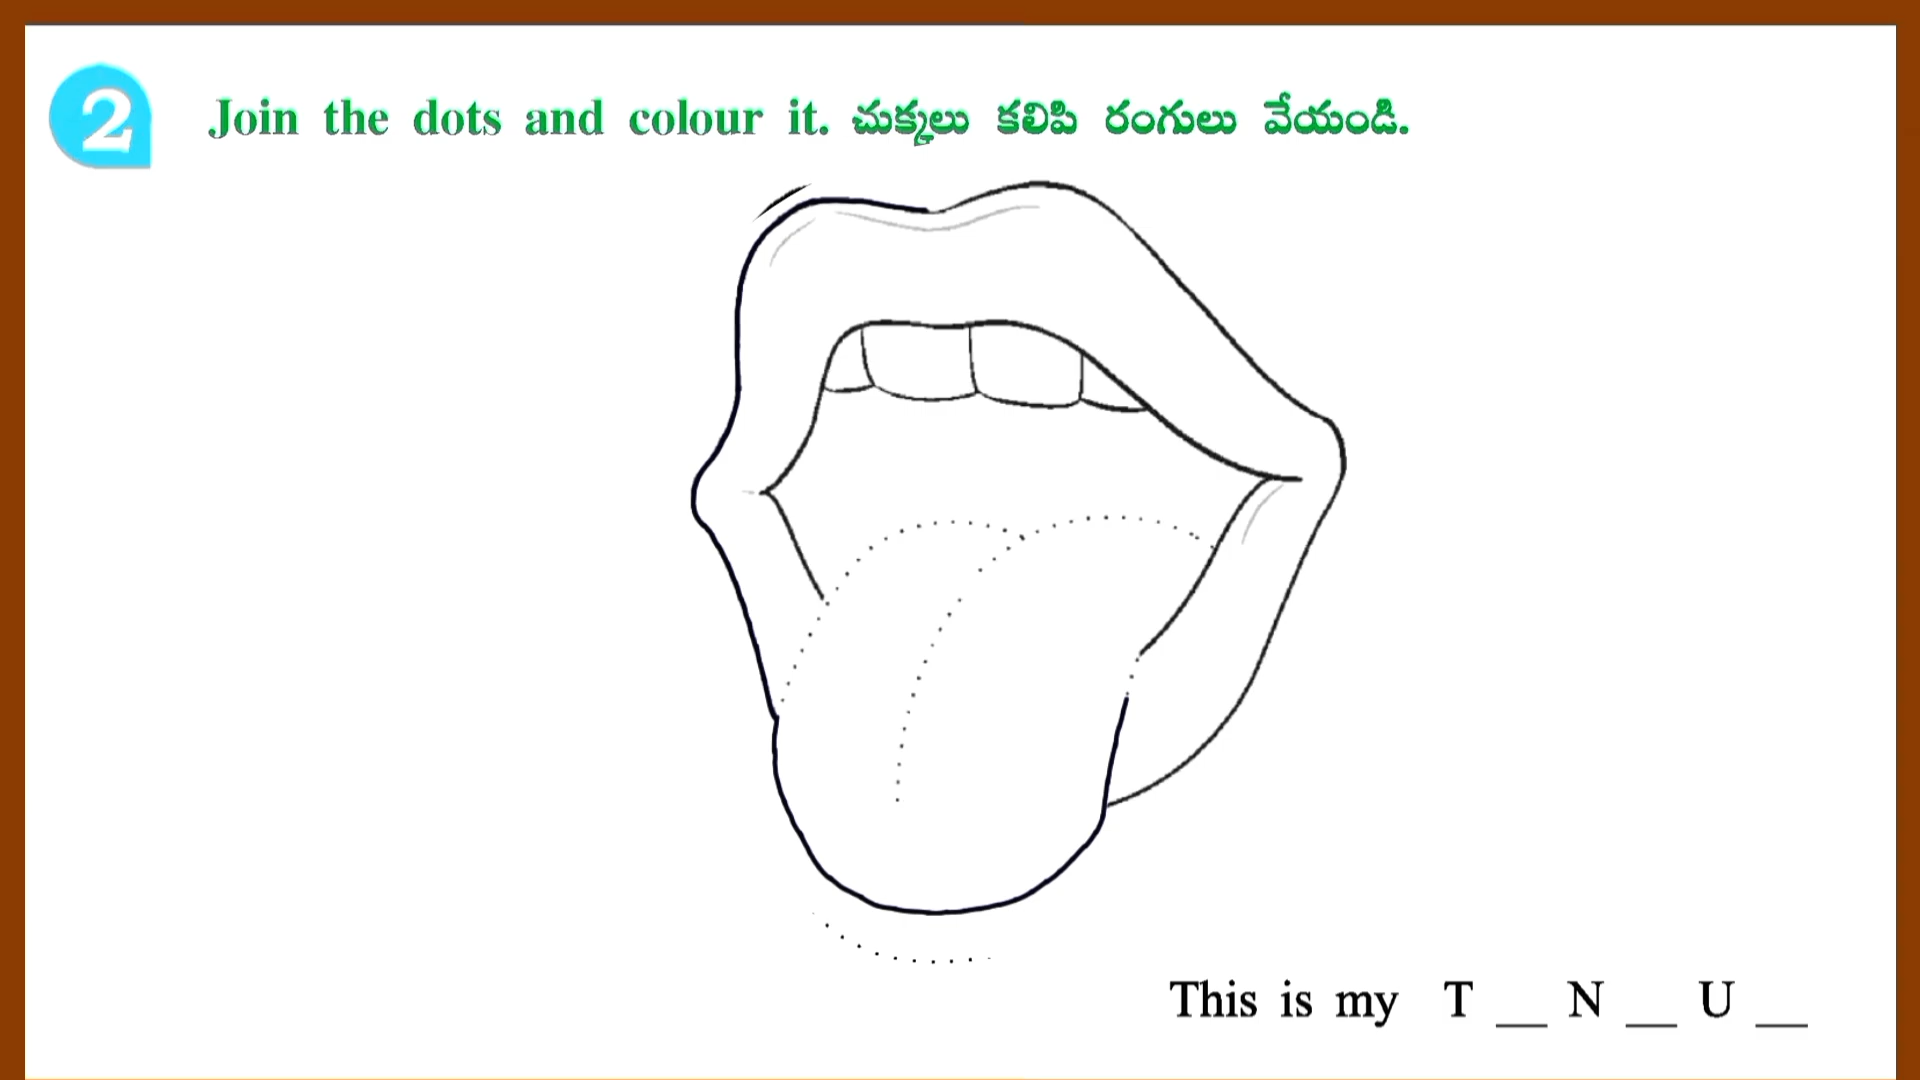 2
Join the dots and colour it. చుక్కలు కలిపి రంగులు వేయండి.
This is my T __ N __ U __